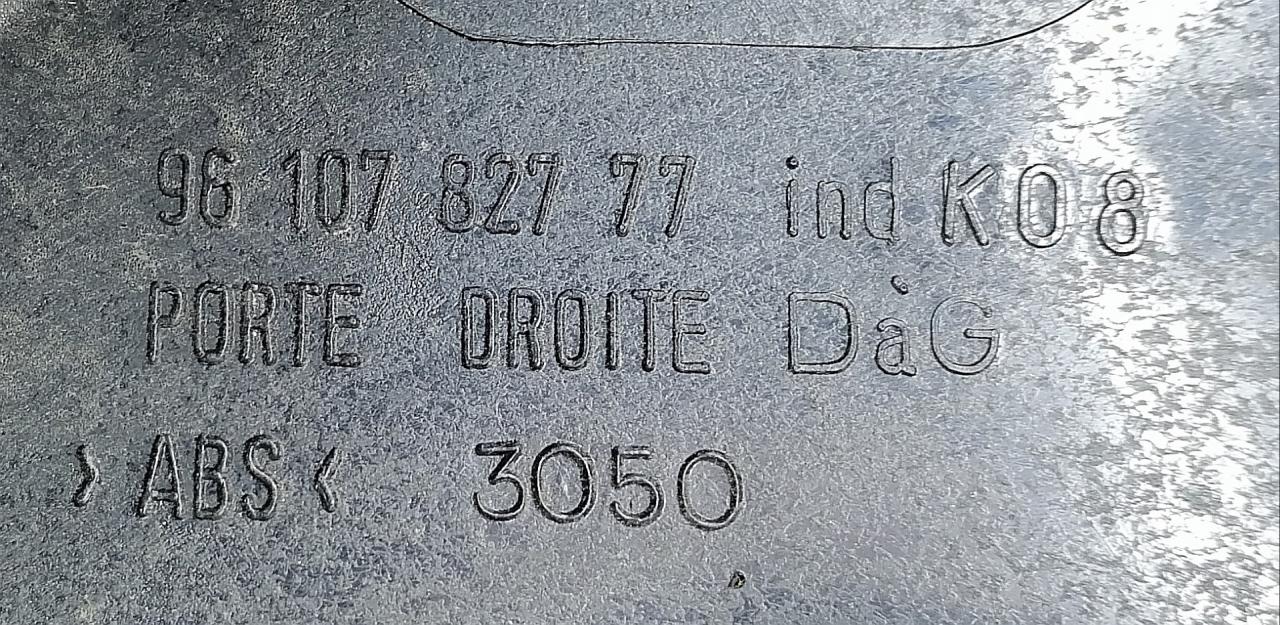 96 107 827 77 ind K08
PORTE DROITE DàG
>ABS< 3050